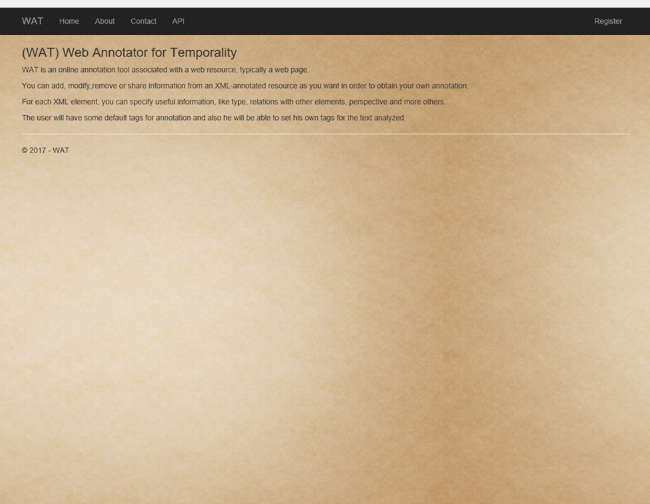 WAT Home About Contact API Register
(WAT) Web Annotator for Temporality
WAT is an online annotation tool associated with a web resource, typically a web page.
You can add, modify,remove or share information from an XML-annotated resource as you want in order to obtain your own annotation.
For each XML element, you can specify useful information, like type, relations with other elements, perspective and more others.
The user will have some default tags for annotation and also he will be able to set his own tags for the text analyzed.
© 2017 - WAT